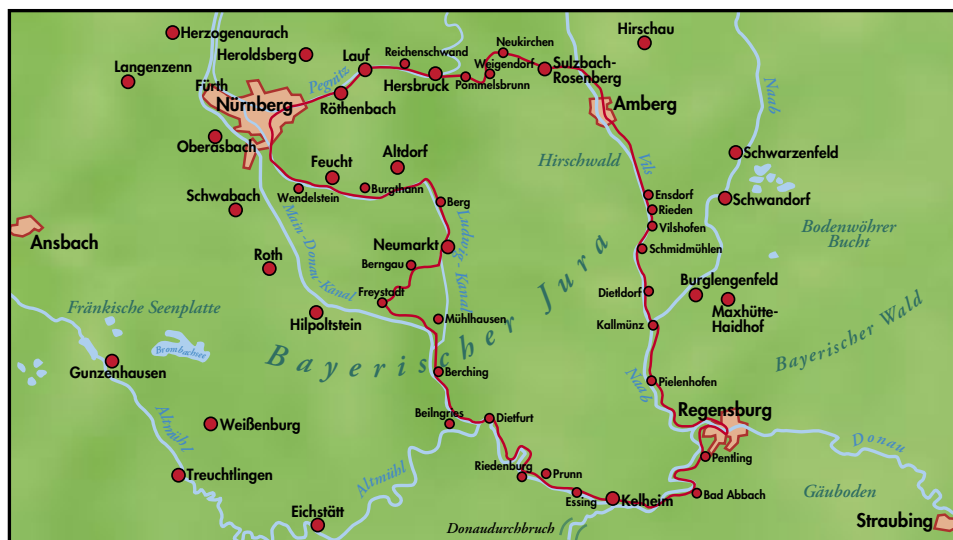 Herzogenaurach
Heroldsberg
Lauf
Reichenschwand
Neukirchen
Weigendorf
Hirschau
Langenzenn
Fürth
Pegnitz
Hersbruck
Pommelsbrunn
Sulzbach-
Rosenberg
Naab
Nürnberg
Röthenbach
Amberg
Oberasbach
Feucht
Altdorf
Hirschwald
Vils
Schwarzenfeld
Wendelstein
Burgthann
Berg
Ensdorf
Rieden
Schwandorf
Schwabach
Vilshofen
Bodenwöhrer
Bucht
Ansbach
Main-Donau-Kanal
Ludwig-Kanal
Neumarkt
Schmidmühlen
Roth
Berngau
Burglengenfeld
Maxhütte-
Haidhof
Dietldorf
Freystadt
Fränkische Seenplatte
Hilpoltstein
Mühlhausen
Kallmünz
Bayerischer Jura
Bayerischer Wald
Brombachsee
Gunzenhausen
Berching
Naab
Pielenhofen
Altmühl
Weißenburg
Beilngries
Dietfurt
Regensburg
Donau
Pentling
Treuchtlingen
Altmühl
Riedenburg
Prunn
Essing
Kelheim
Bad Abbach
Gäuboden
Eichstätt
Donaudurchbruch
Straubing